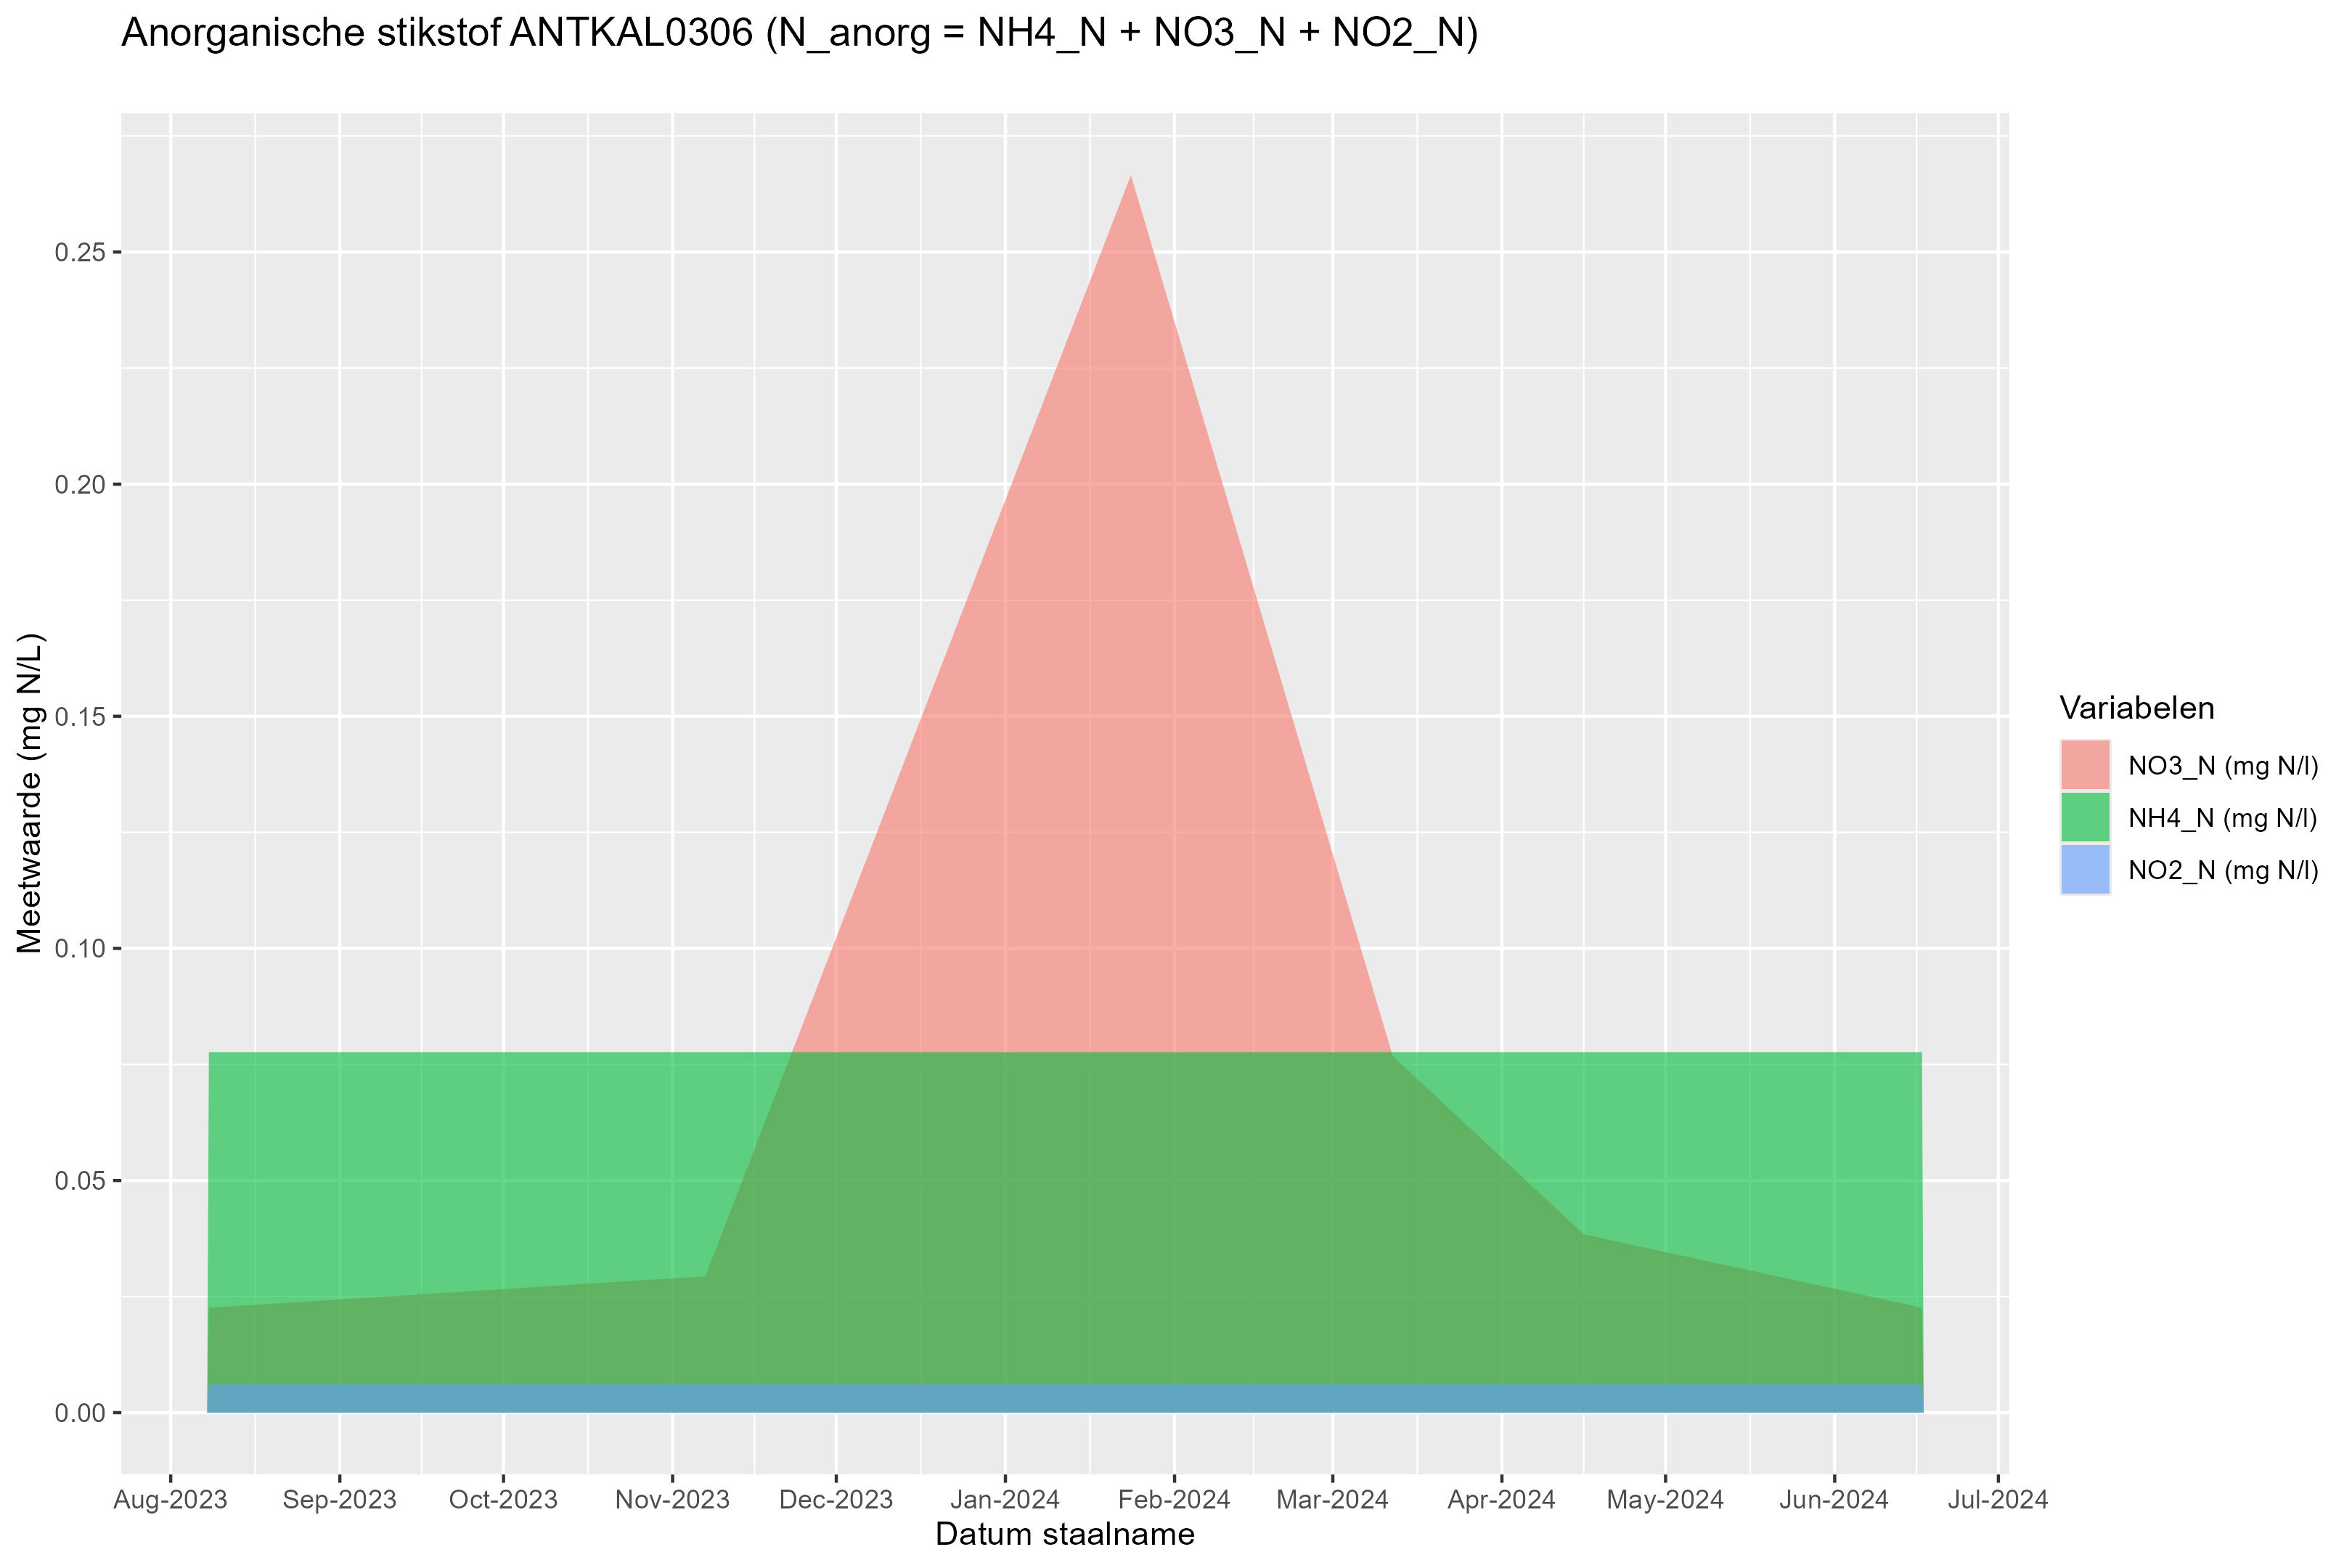 Anorganische stikstof ANTKAL0306 (N_anorg = NH4_N + NO3_N + NO2_N)
Meetwaarde (mg N/L)
0.25
0.20
0.15
0.10
0.05
0.00
Aug-2023 Sep-2023 Oct-2023 Nov-2023 Dec-2023 Jan-2024 Feb-2024 Mar-2024 Apr-2024 May-2024 Jun-2024 Jul-2024
Datum staalname
Variabelen
NO3_N (mg N/l)
NH4_N (mg N/l)
NO2_N (mg N/l)